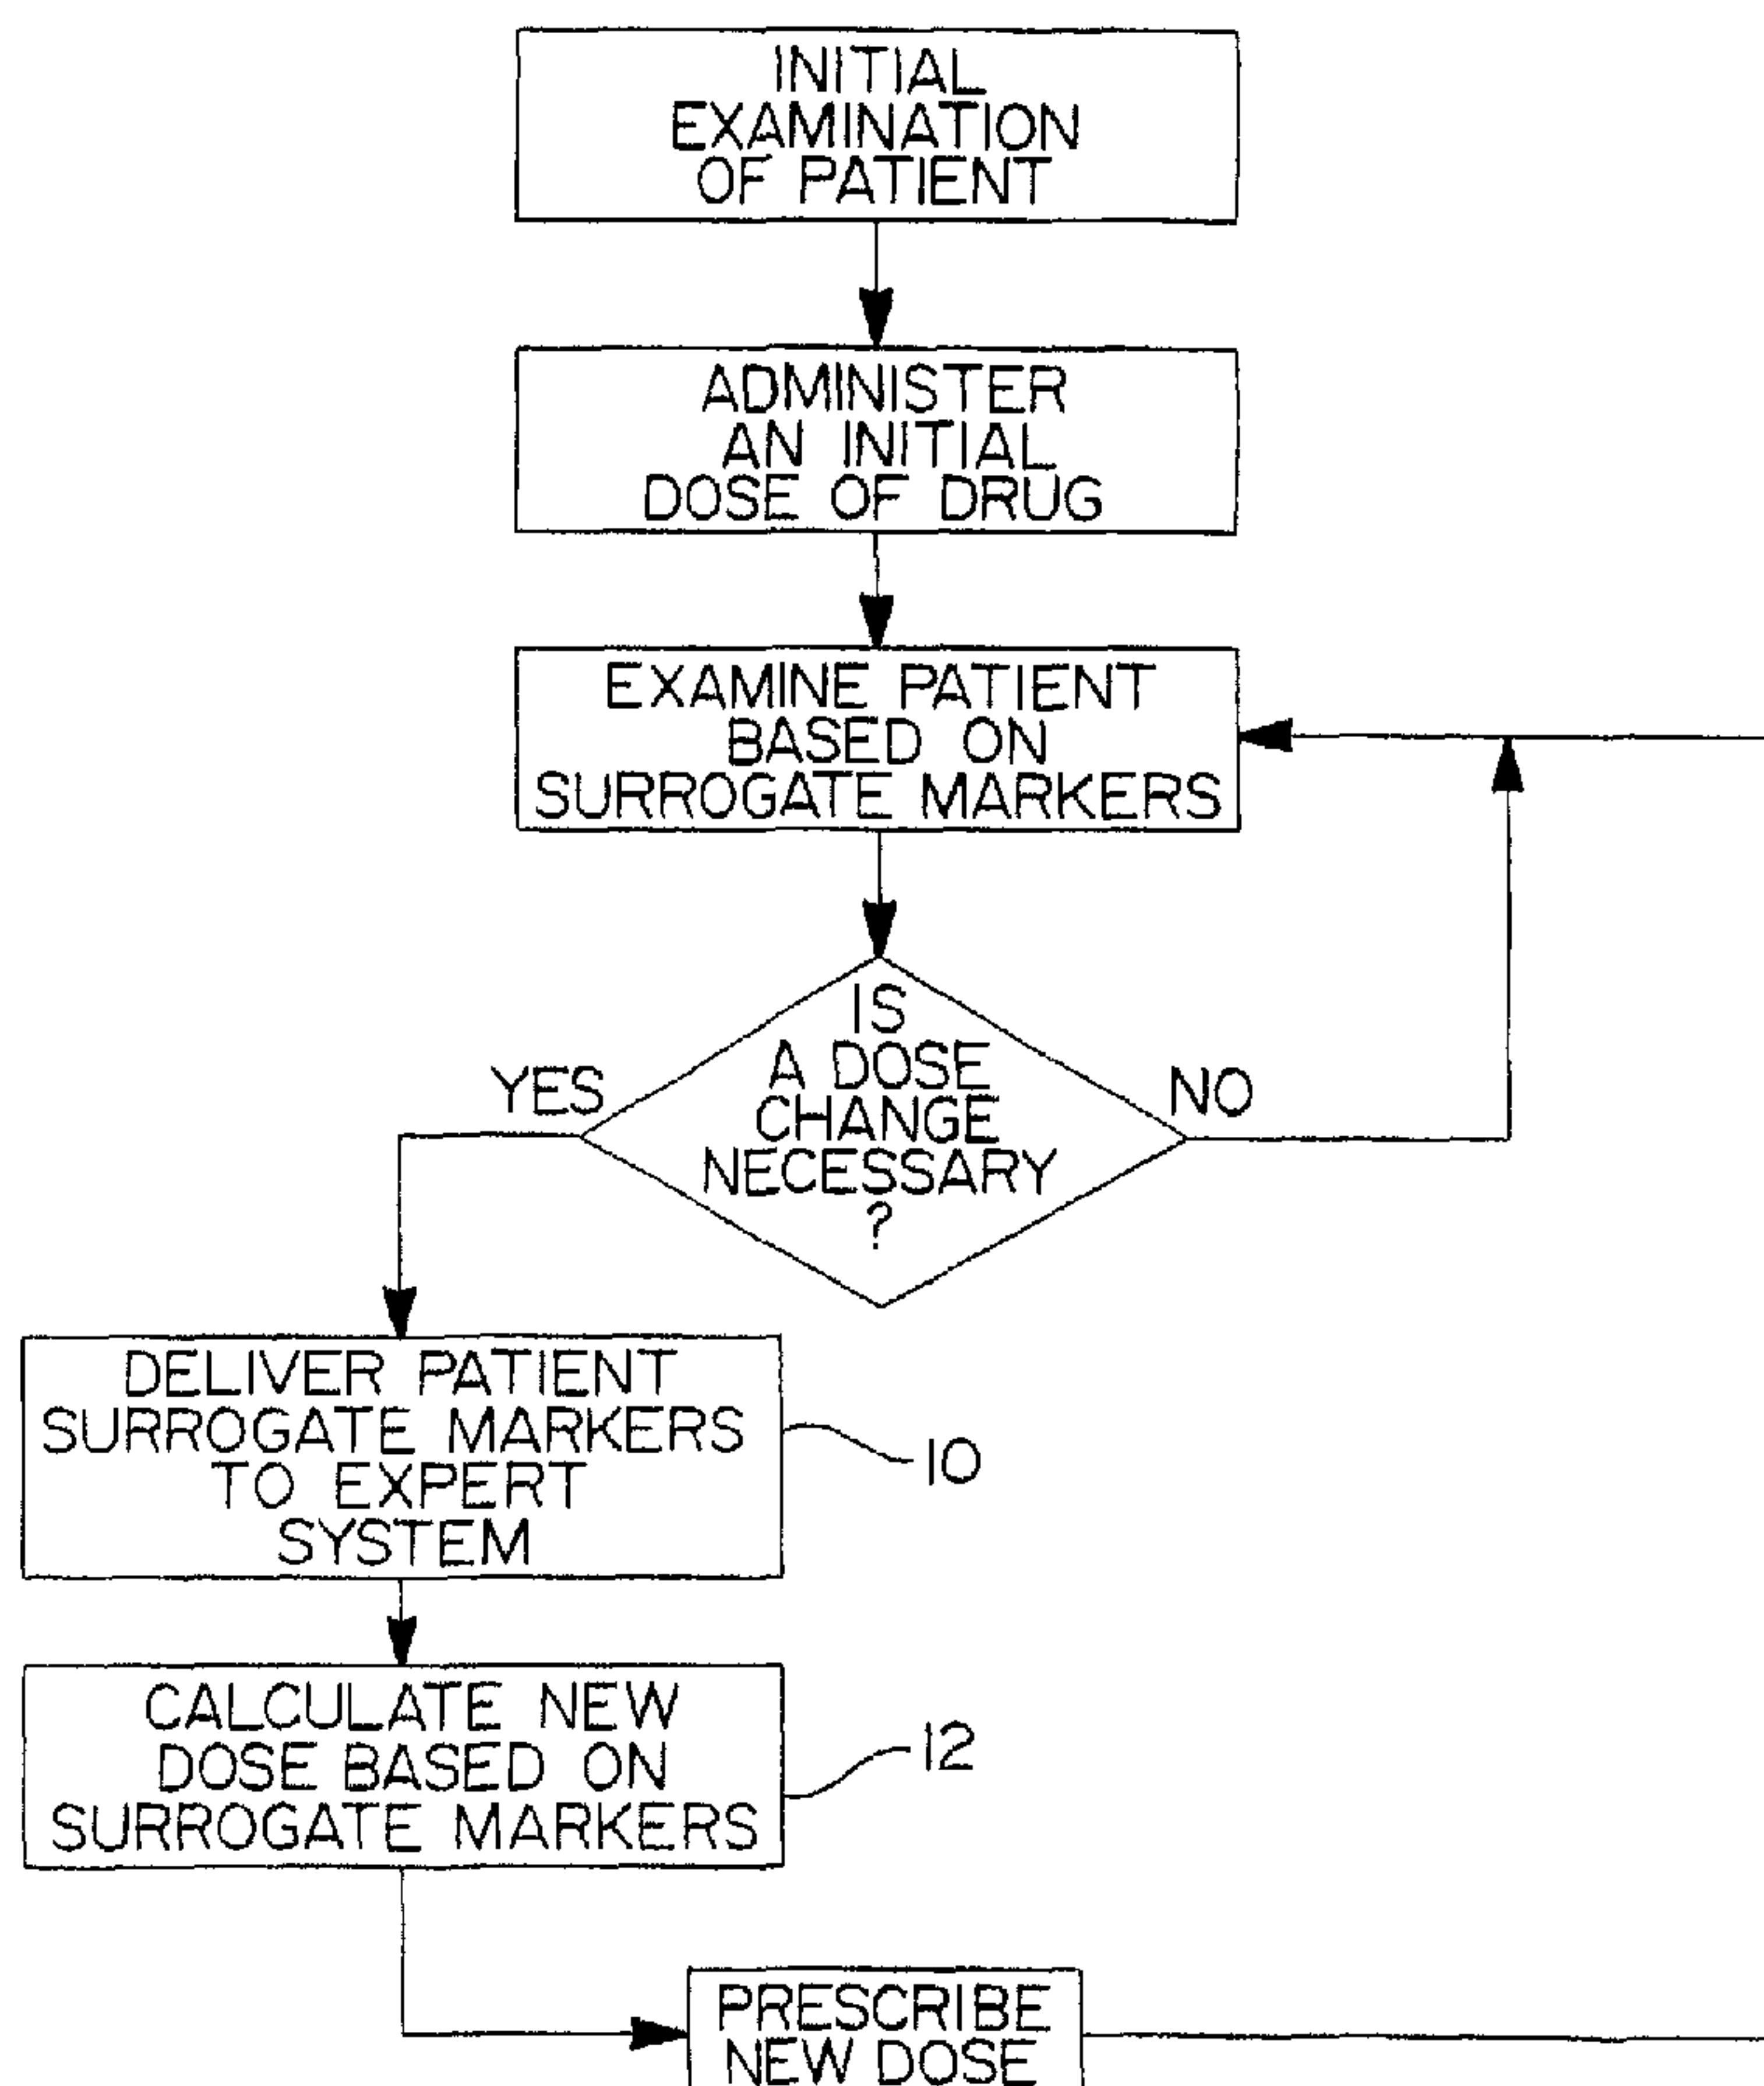 INITIAL
EXAMINATION
OF PATIENT
ADMINISTER
AN INITIAL
DOSE OF DRUG
EXAMINE PATIENT
BASED ON
SURROGATE MARKERS
IS
A DOSE
CHANGE
NECESSARY
?
YES
NO
DELIVER PATIENT
SURROGATE MARKERS
TO EXPERT
SYSTEM
10
CALCULATE NEW
DOSE BASED ON
SURROGATE MARKERS
12
PRESCRIBE
NEW DOSE